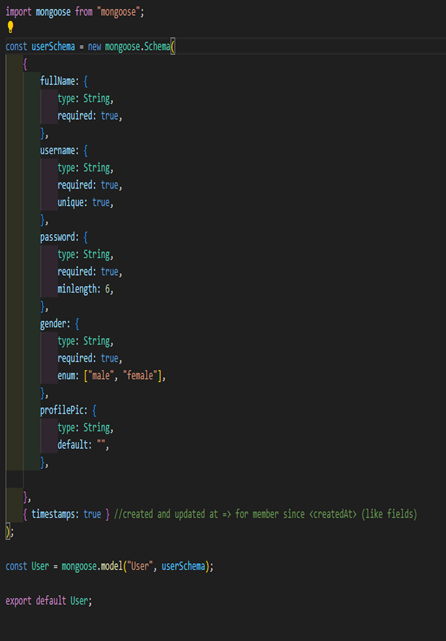 import mongoose from "mongoose";
const userSchema = new mongoose.Schema(
{
fullName: {
type: String,
required: true,
},
username: {
type: String,
required: true,
unique: true,
},
password: {
type: String,
required: true,
minlength: 6,
},
gender: {
type: String,
required: true,
enum: ["male", "female"],
},
profilePic: {
type: String,
default: "",
},
},
{ timestamps: true } //created and updated at => for member since <createdAt> (like fields)
);
const User = mongoose.model("User", userSchema);
export default User;